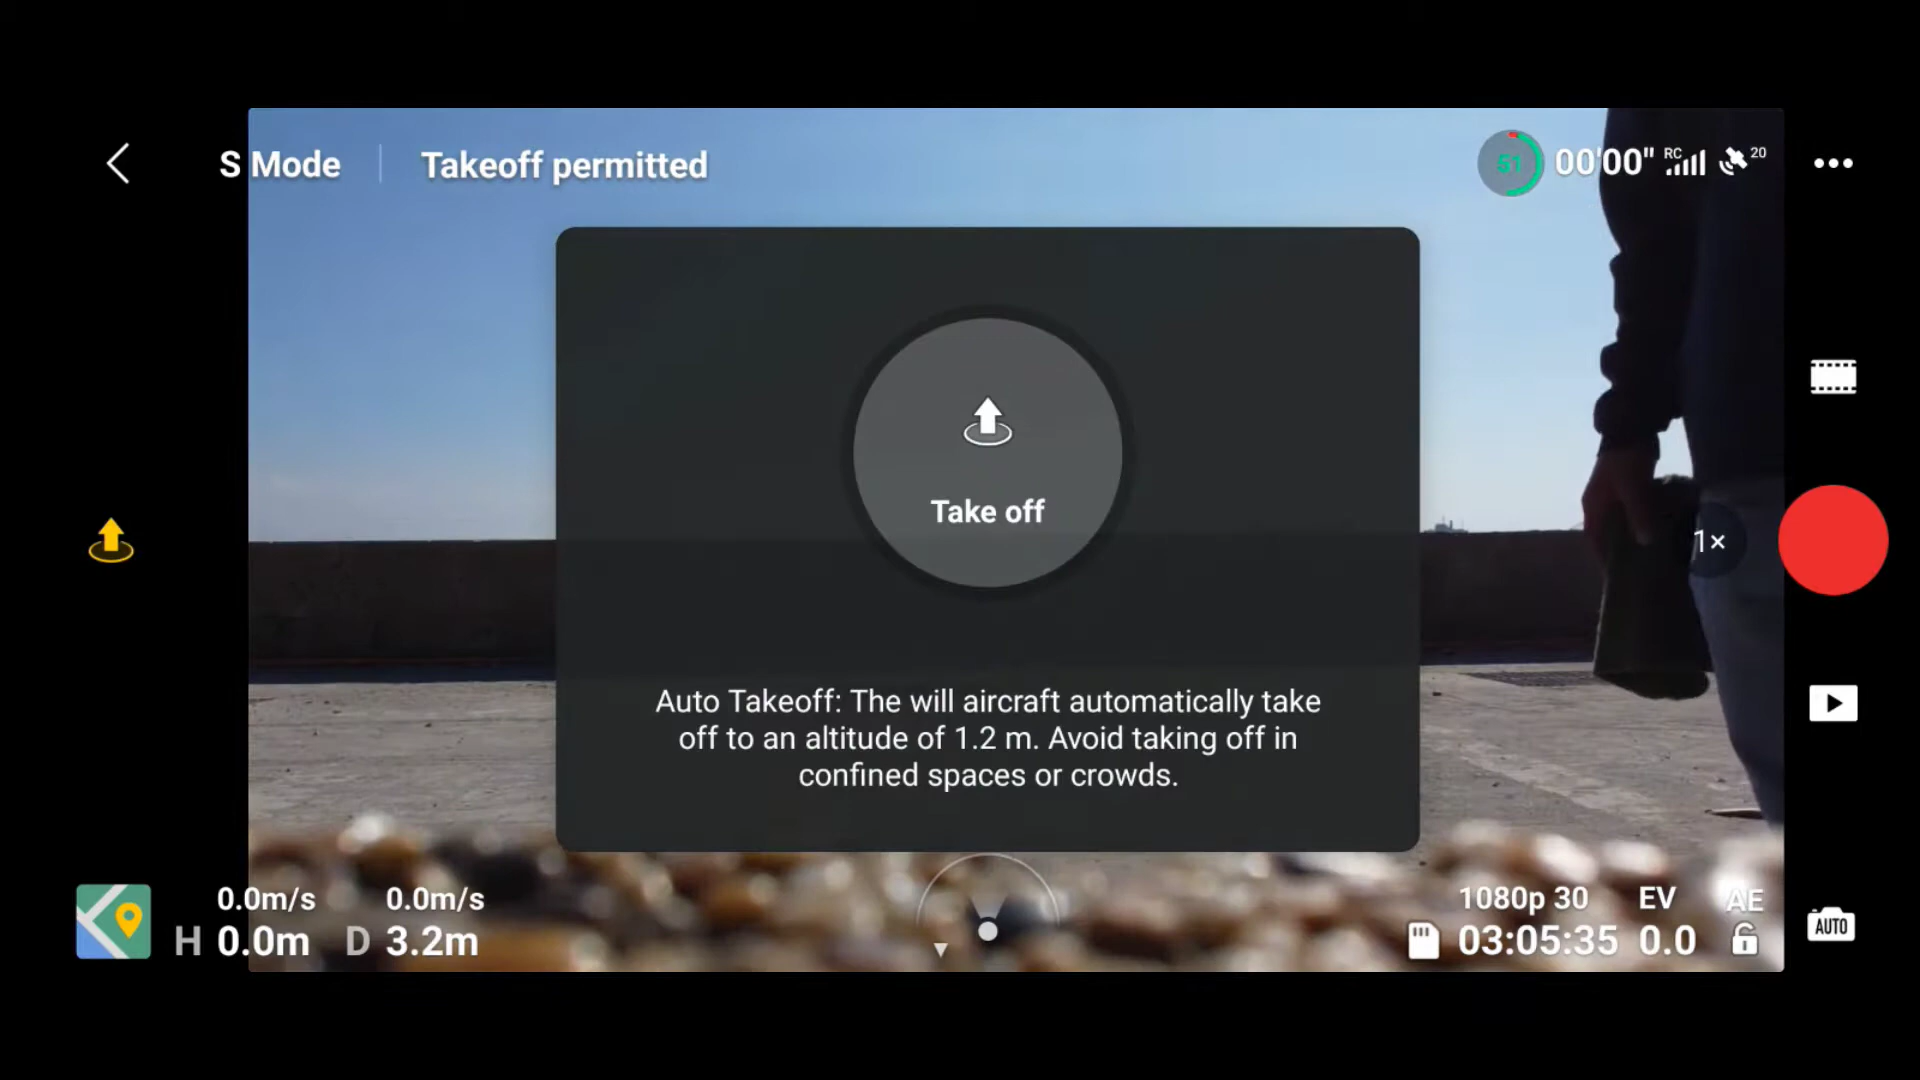 S Mode
Takeoff permitted
51
00'00"
RC
20
Take off
1×
Auto Takeoff: The will aircraft automatically take
off to an altitude of 1.2 m. Avoid taking off in
confined spaces or crowds.
0.0m/s 0.0m/s
H 0.0m D 3.2m
1080p 30 EV AE
03:05:35 0.0
AUTO